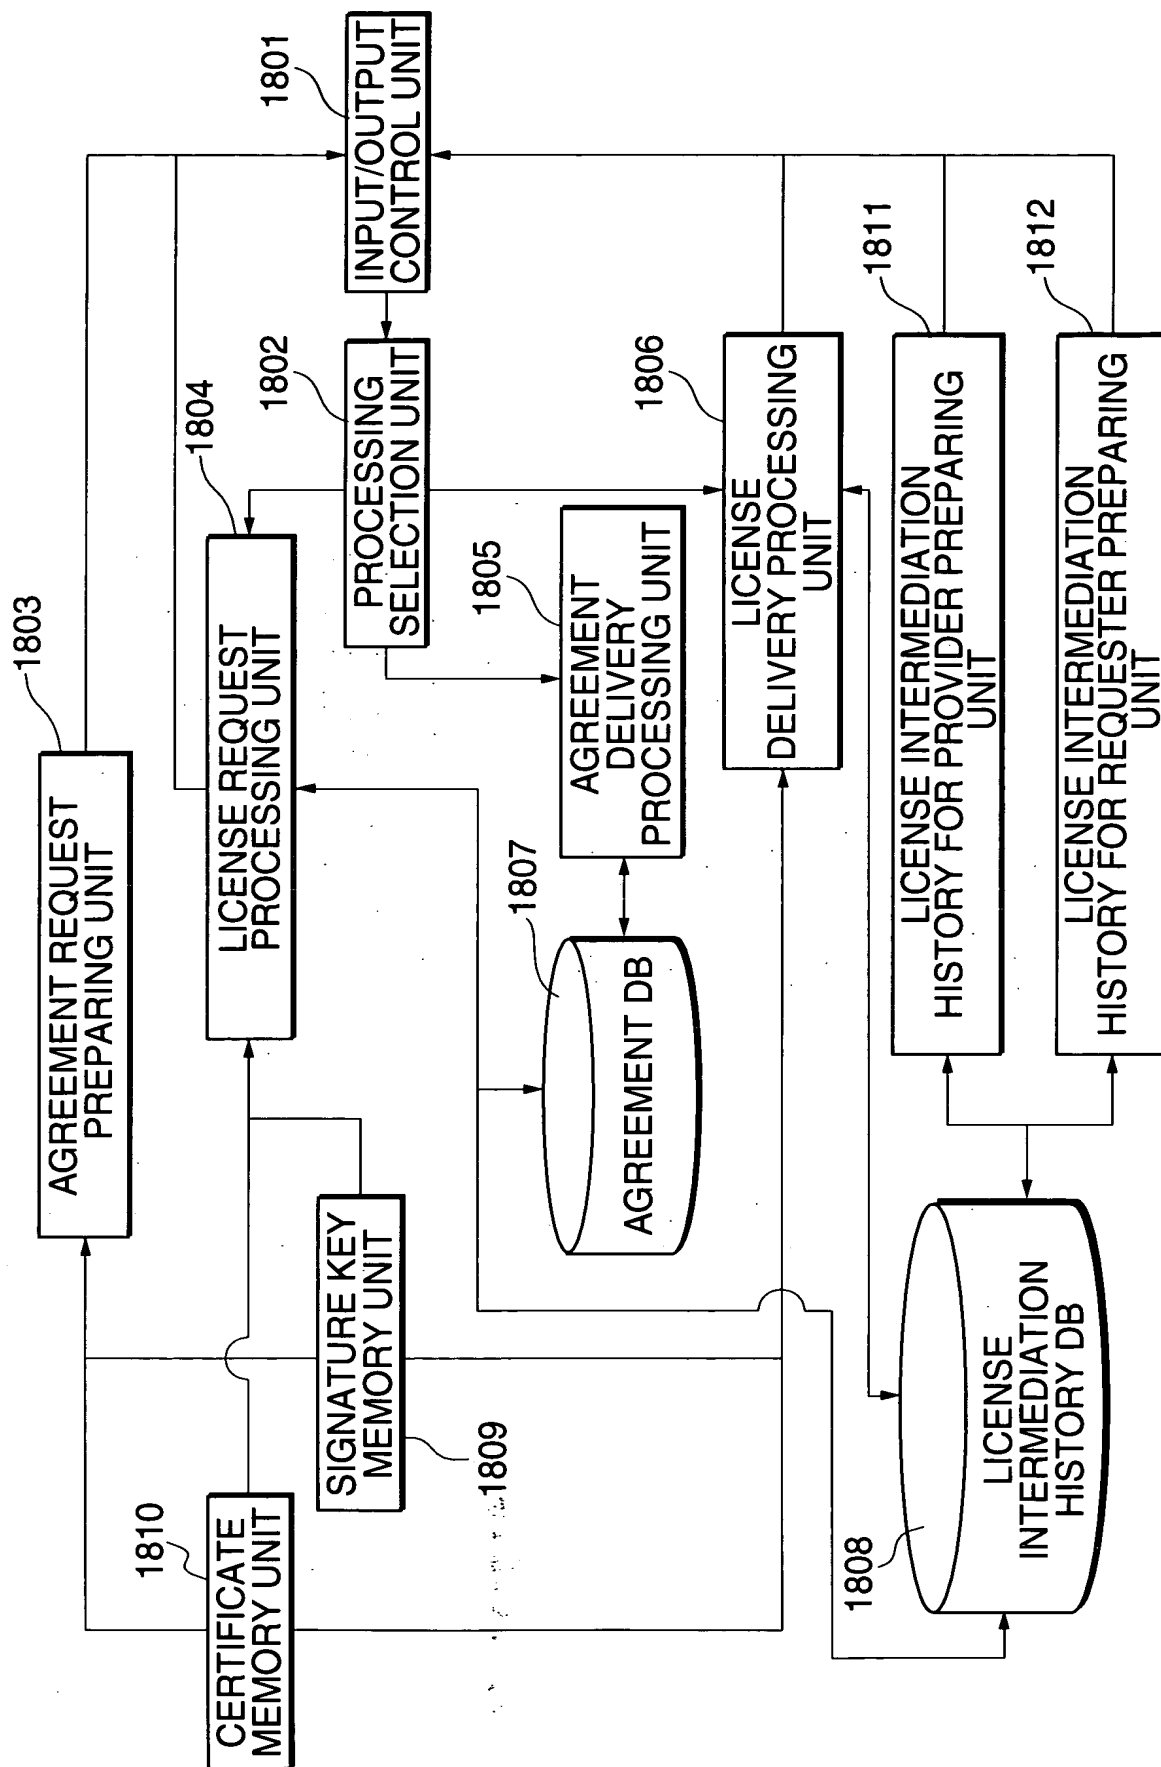 1801
INPUT/OUTPUT
CONTROL UNIT
1802
PROCESSING
SELECTION UNIT
1803
AGREEMENT REQUEST
PREPARING UNIT
1804
LICENSE REQUEST
PROCESSING UNIT
1805
AGREEMENT
DELIVERY
PROCESSING UNIT
1806
LICENSE
DELIVERY PROCESSING
UNIT
1807
AGREEMENT DB
1808
LICENSE
INTERMEDIATION
HISTORY DB
1809
SIGNATURE KEY
MEMORY UNIT
1810
CERTIFICATE
MEMORY UNIT
1811
LICENSE INTERMEDIATION
HISTORY FOR PROVIDER PREPARING
UNIT
1812
LICENSE INTERMEDIATION
HISTORY FOR REQUESTER PREPARING
UNIT